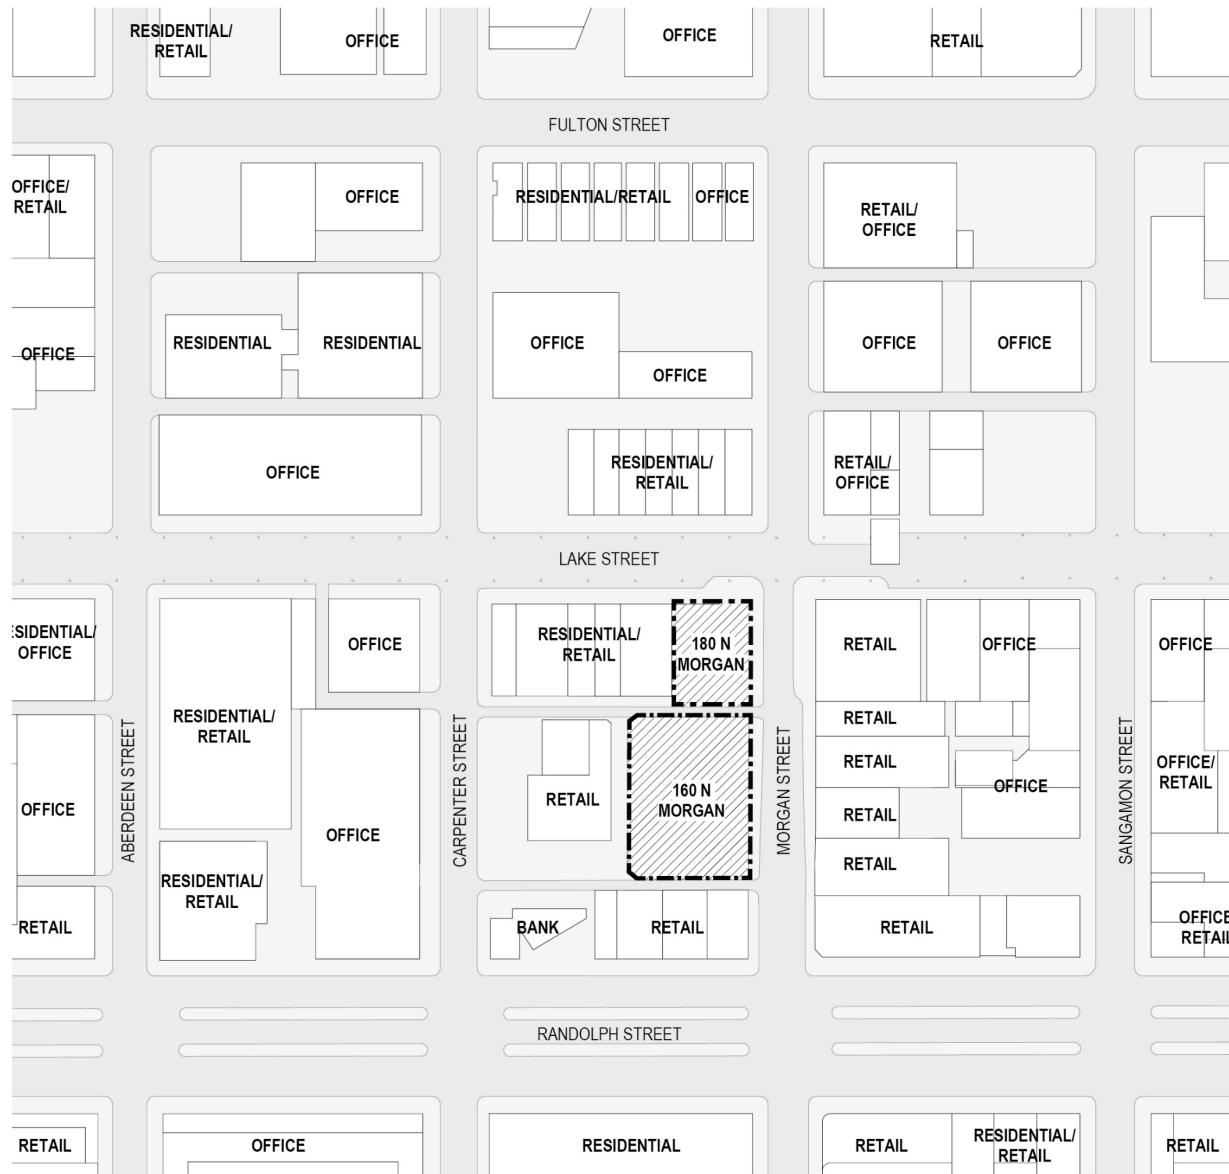 RESIDENTIAL/
RETAIL
OFFICE
OFFICE
RETAIL
FULTON STREET
OFFICE/
RETAIL
OFFICE
RESIDENTIAL/RETAIL
OFFICE
RETAIL/
OFFICE
OFFICE
RESIDENTIAL
RESIDENTIAL
OFFICE
OFFICE
OFFICE
OFFICE
OFFICE
RESIDENTIAL/
RETAIL
RETAIL/
OFFICE
LAKE STREET
ESIDENTIAL/
OFFICE
OFFICE
RESIDENTIAL/
RETAIL
180 N
MORGAN
RETAIL
OFFICE
OFFICE
RESIDENTIAL/
RETAIL
RETAIL
ABERDEEN STREET
CARPENTER STREET
MORGAN STREET
SANGAMON STREET
RETAIL
OFFICE/
RETAIL
OFFICE
OFFICE
RETAIL
160 N
MORGAN
OFFICE
RETAIL
RETAIL
RESIDENTIAL/
RETAIL
RETAIL
BANK
RETAIL
RETAIL
OFFICE
RETAIL
RANDOLPH STREET
RETAIL
OFFICE
RESIDENTIAL
RETAIL
RESIDENTIAL/
RETAIL
RETAIL